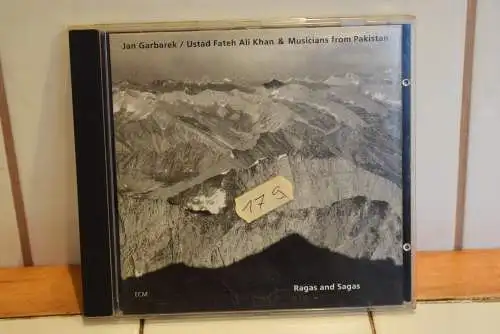 Jan Garbarek / Ustad Fateh Ali Khan & Musicians from Pakistan
17 9
Ragas and Sagas
ECM